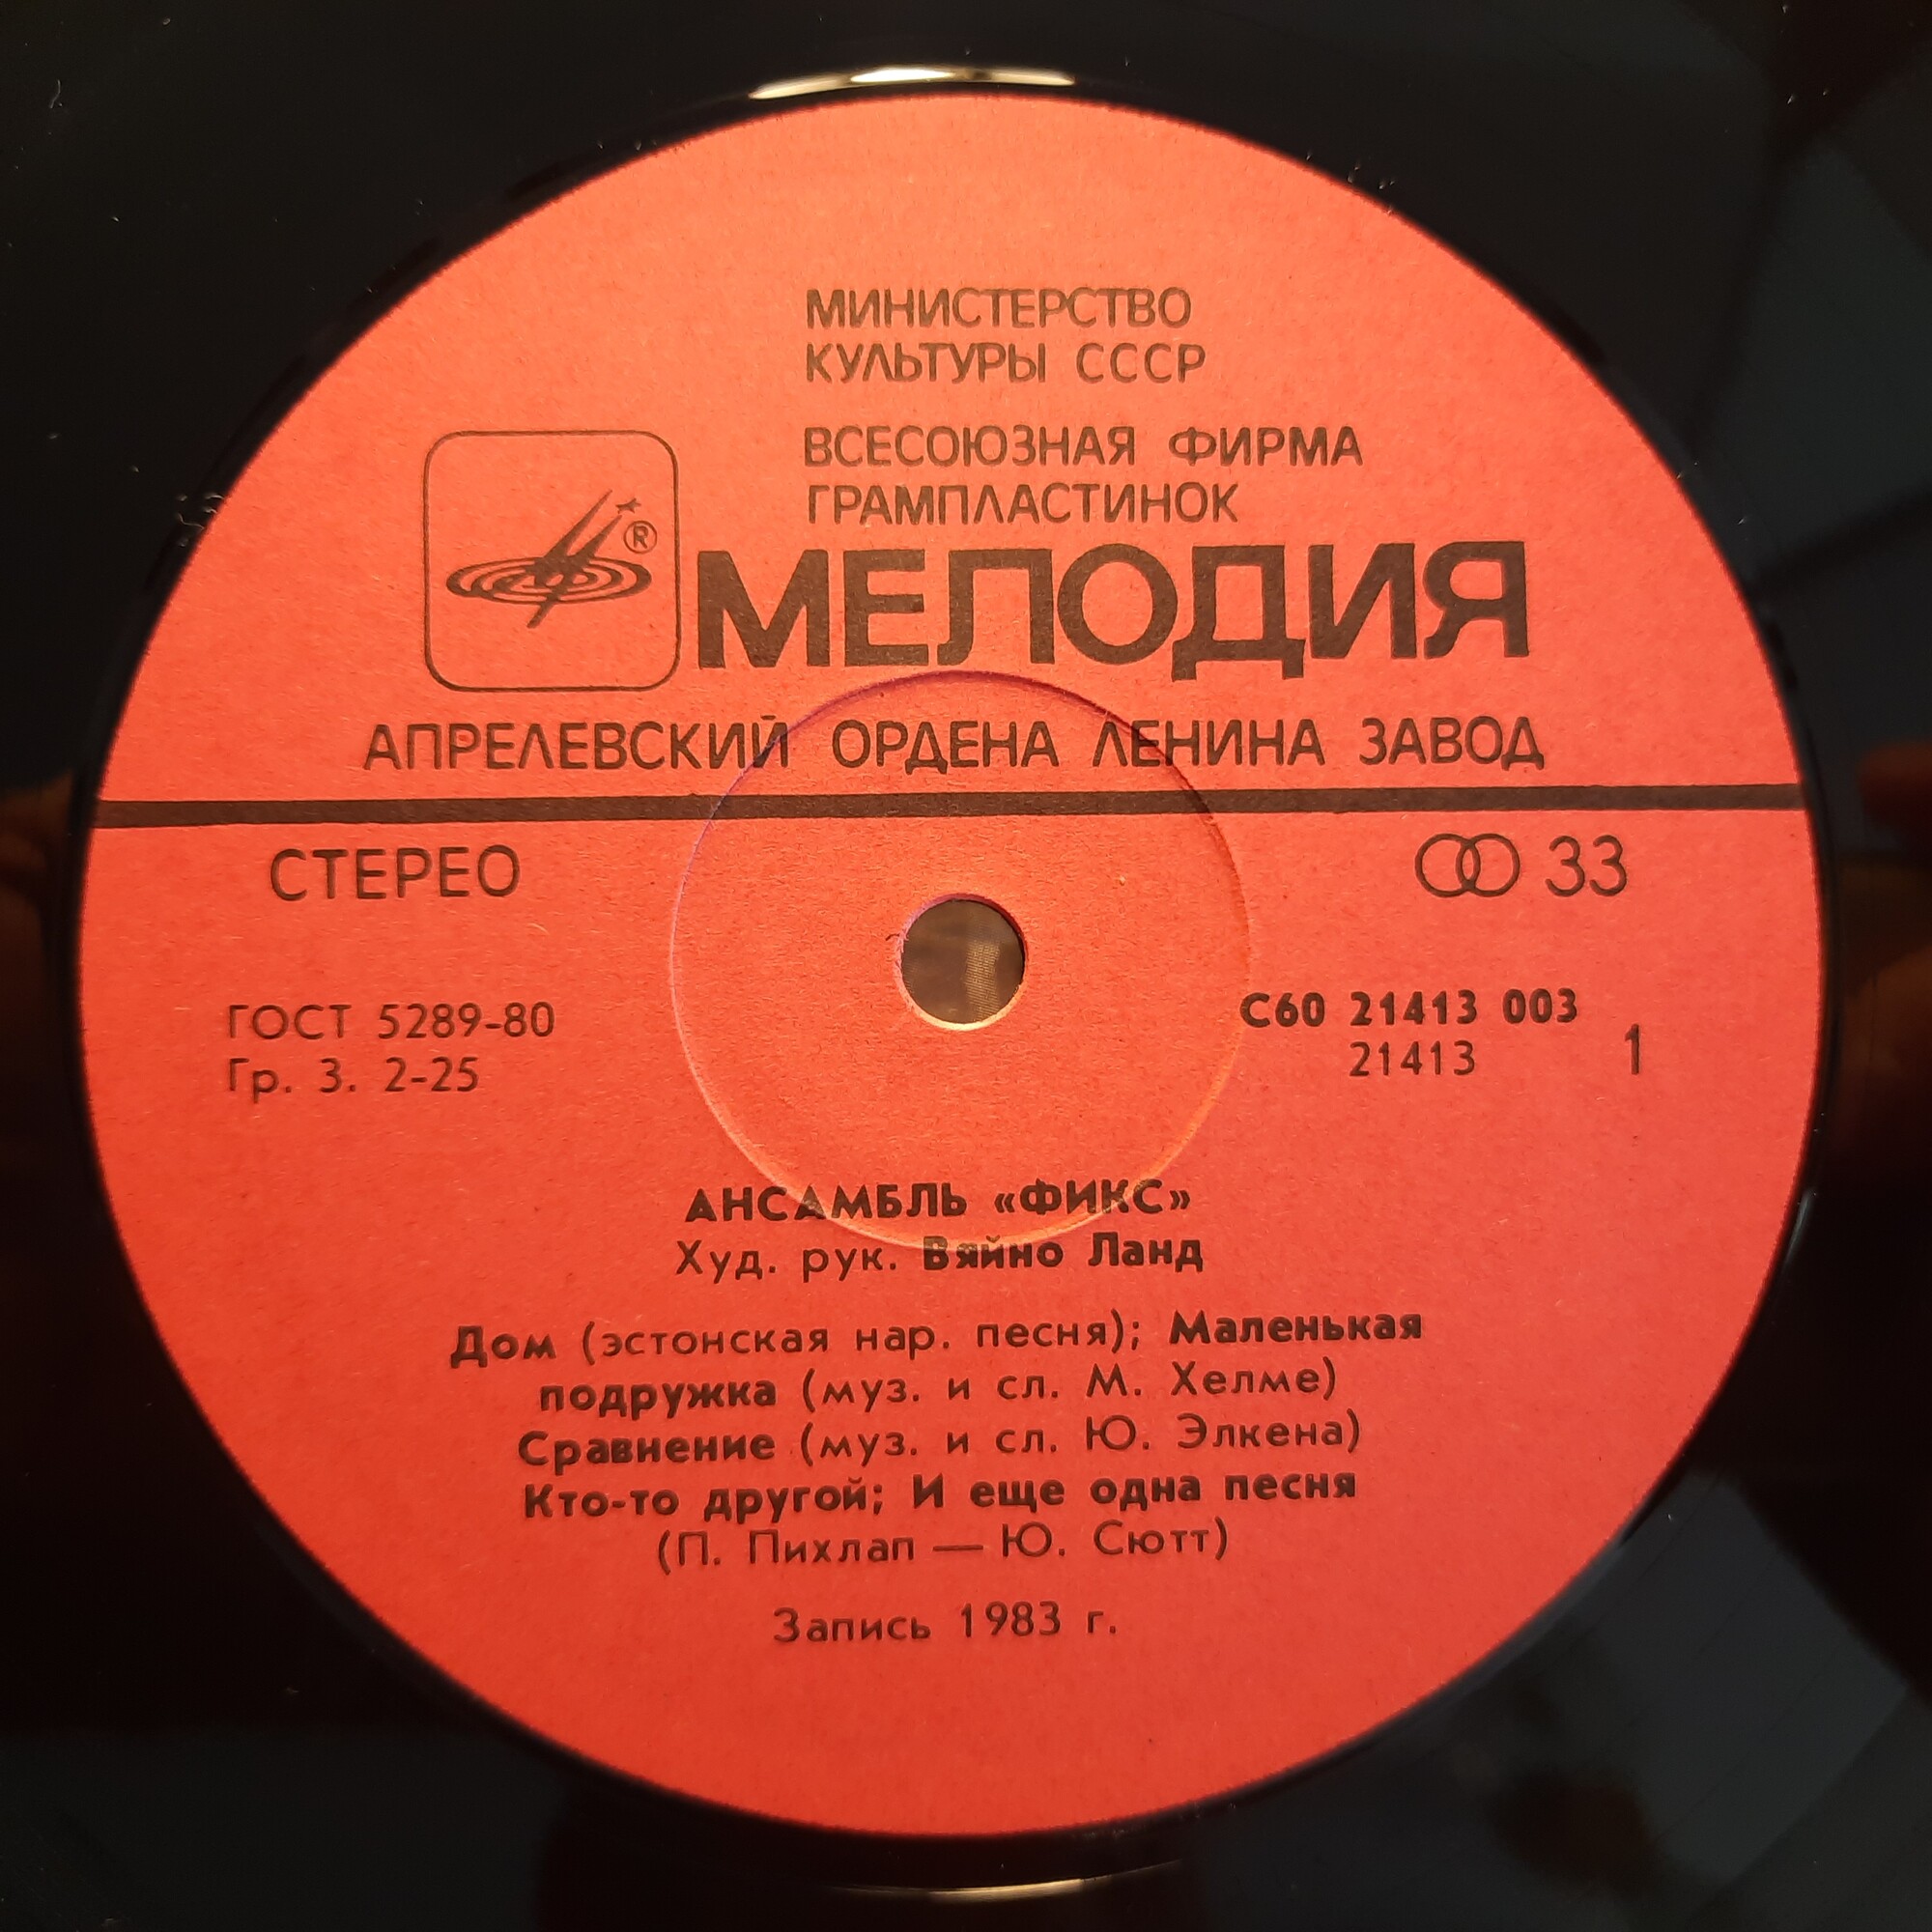 МИНИСТЕРСТВО
КУЛЬТУРЫ СССР
ВСЕСОЮЗНАЯ ФИРМА
ГРАМПЛАСТИНОК
®
МЕЛОДИЯ
АПРЕЛЕВСКИЙ ОРДЕНА ЛЕНИНА ЗАВОД
СТЕРЕО
33
ГОСТ 5289-80
Гр. 3. 2-25
С60 21413 003
21413
1
АНСАМБЛЬ «ФИКС»
Худ. рук. Вяйно Ланд
Дом (эстонская нар. песня); Маленькая
подружка (муз. и сл. М. Хелме)
Сравнение (муз. и сл. Ю. Элкена)
Кто-то другой; И еще одна песня
(П. Пихлап — Ю. Сютт)
Запись 1983 г.